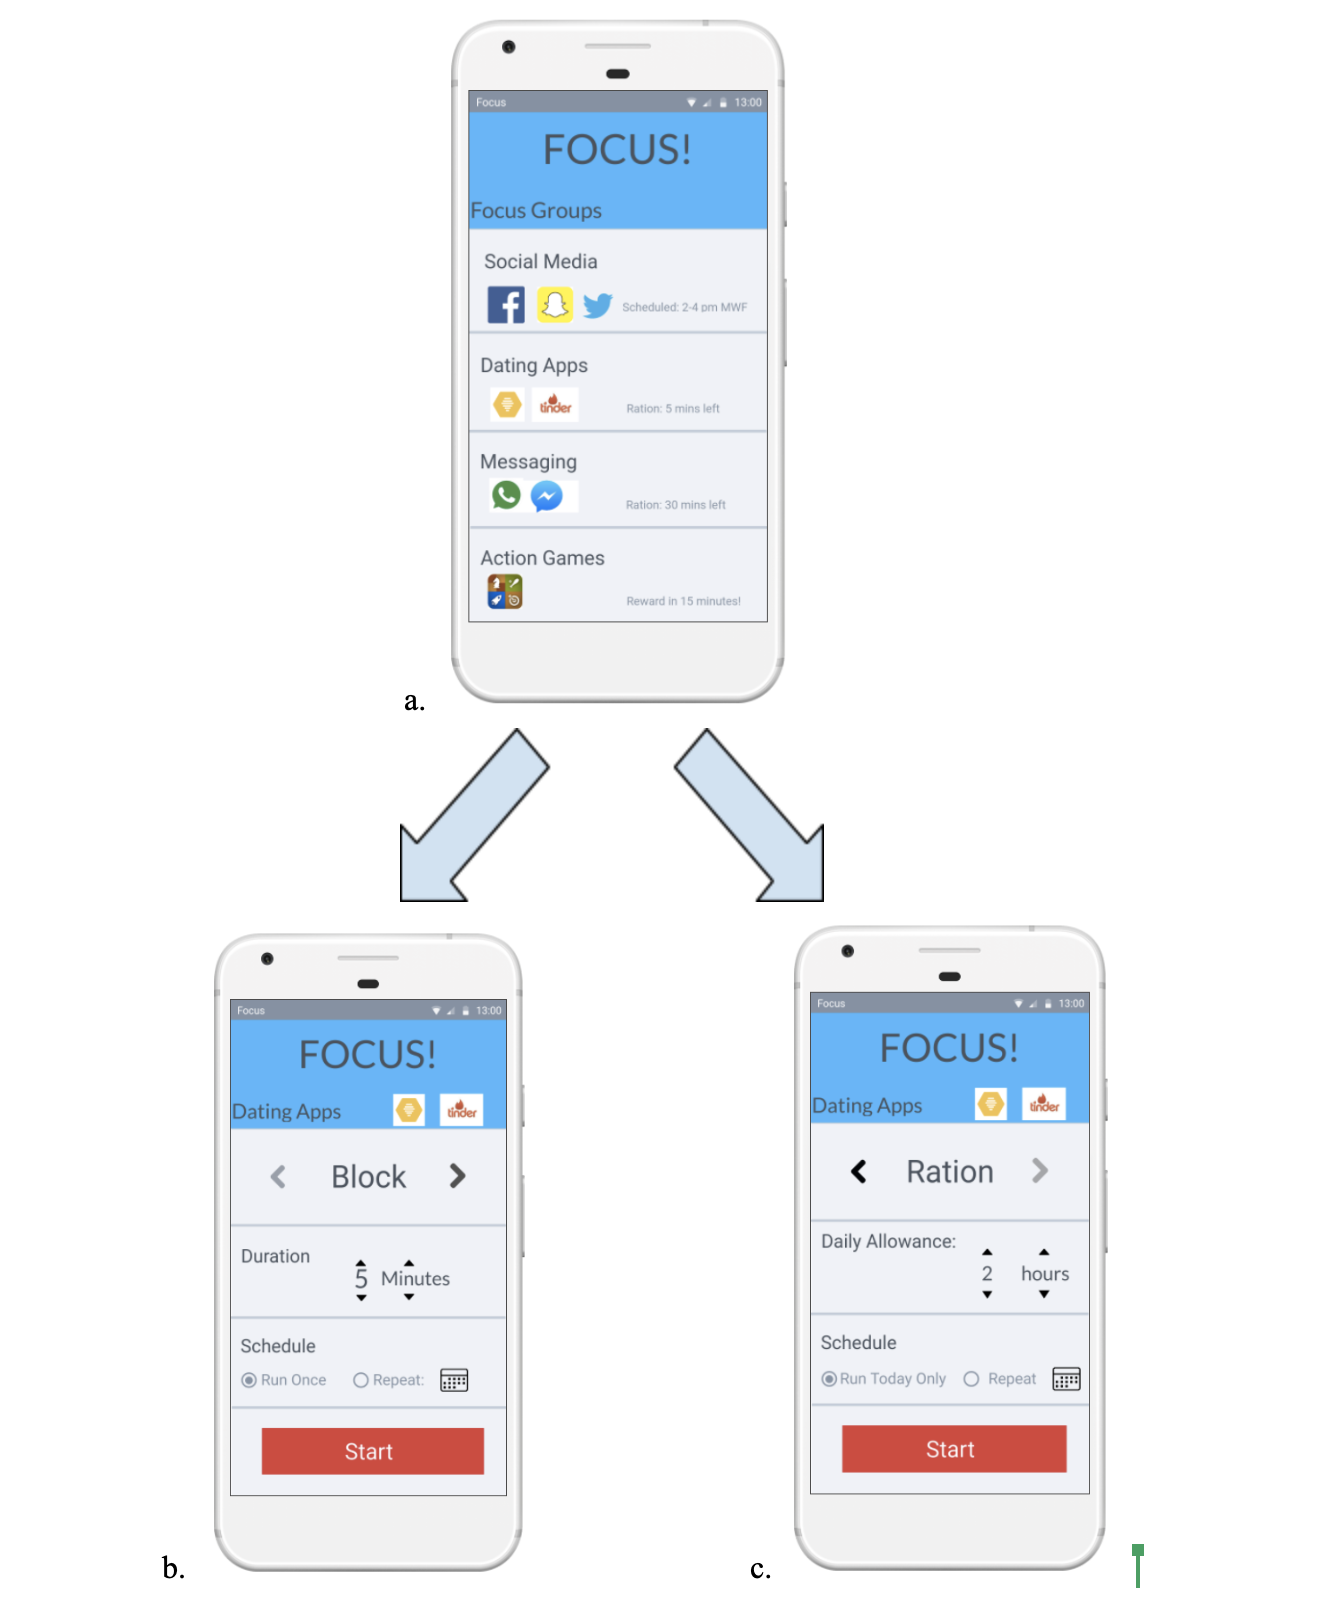 Focus 13:00
FOCUS!
Focus Groups
Social Media
Scheduled: 2-4 pm MWF
Dating Apps
tinder
Ration: 5 mins left
Messaging
Ration: 30 mins left
Action Games
Reward in 15 minutes!
a.
Focus 13:00
FOCUS!
Dating Apps tinder
Block
Duration
5 Minutes
Schedule
Run Once Repeat:
Start
b.
Focus 13:00
FOCUS!
Dating Apps tinder
Ration
Daily Allowance:
2 hours
Schedule
Run Today Only Repeat
Start
c.